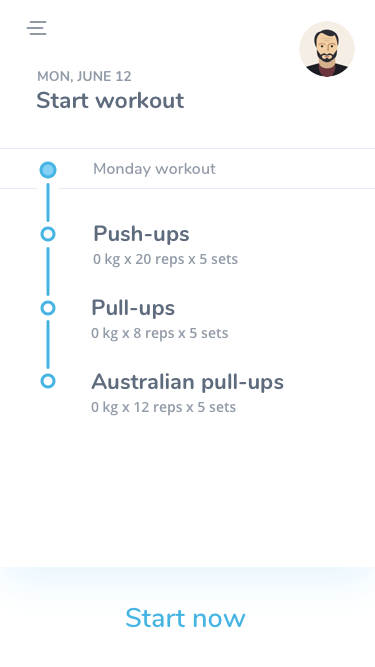 MON, JUNE 12
Start workout
Monday workout
Push-ups
0 kg x 20 reps x 5 sets
Pull-ups
0 kg x 8 reps x 5 sets
Australian pull-ups
0 kg x 12 reps x 5 sets
Start now